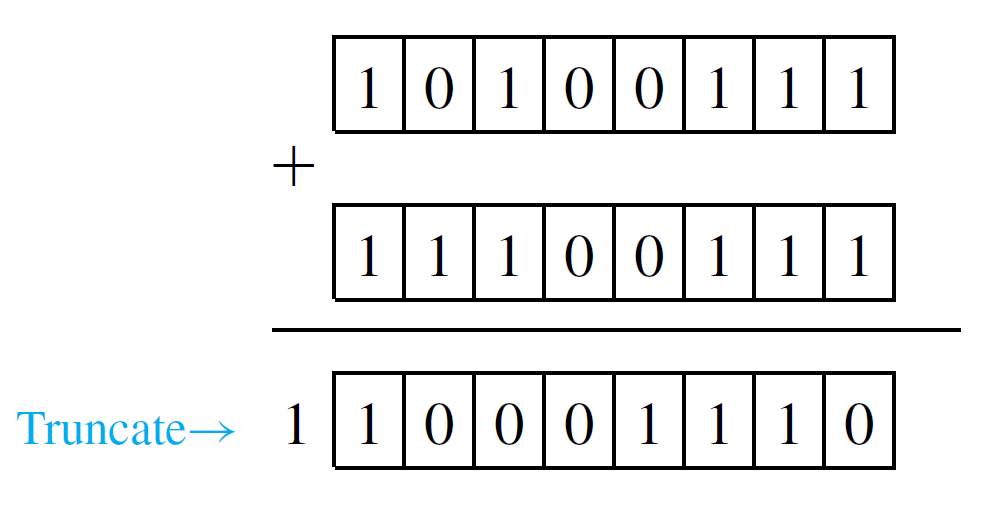 1 0 1 0 0 1 1 1
+
1 1 1 0 0 1 1 1
Truncate→ 1 1 0 0 0 1 1 1 0